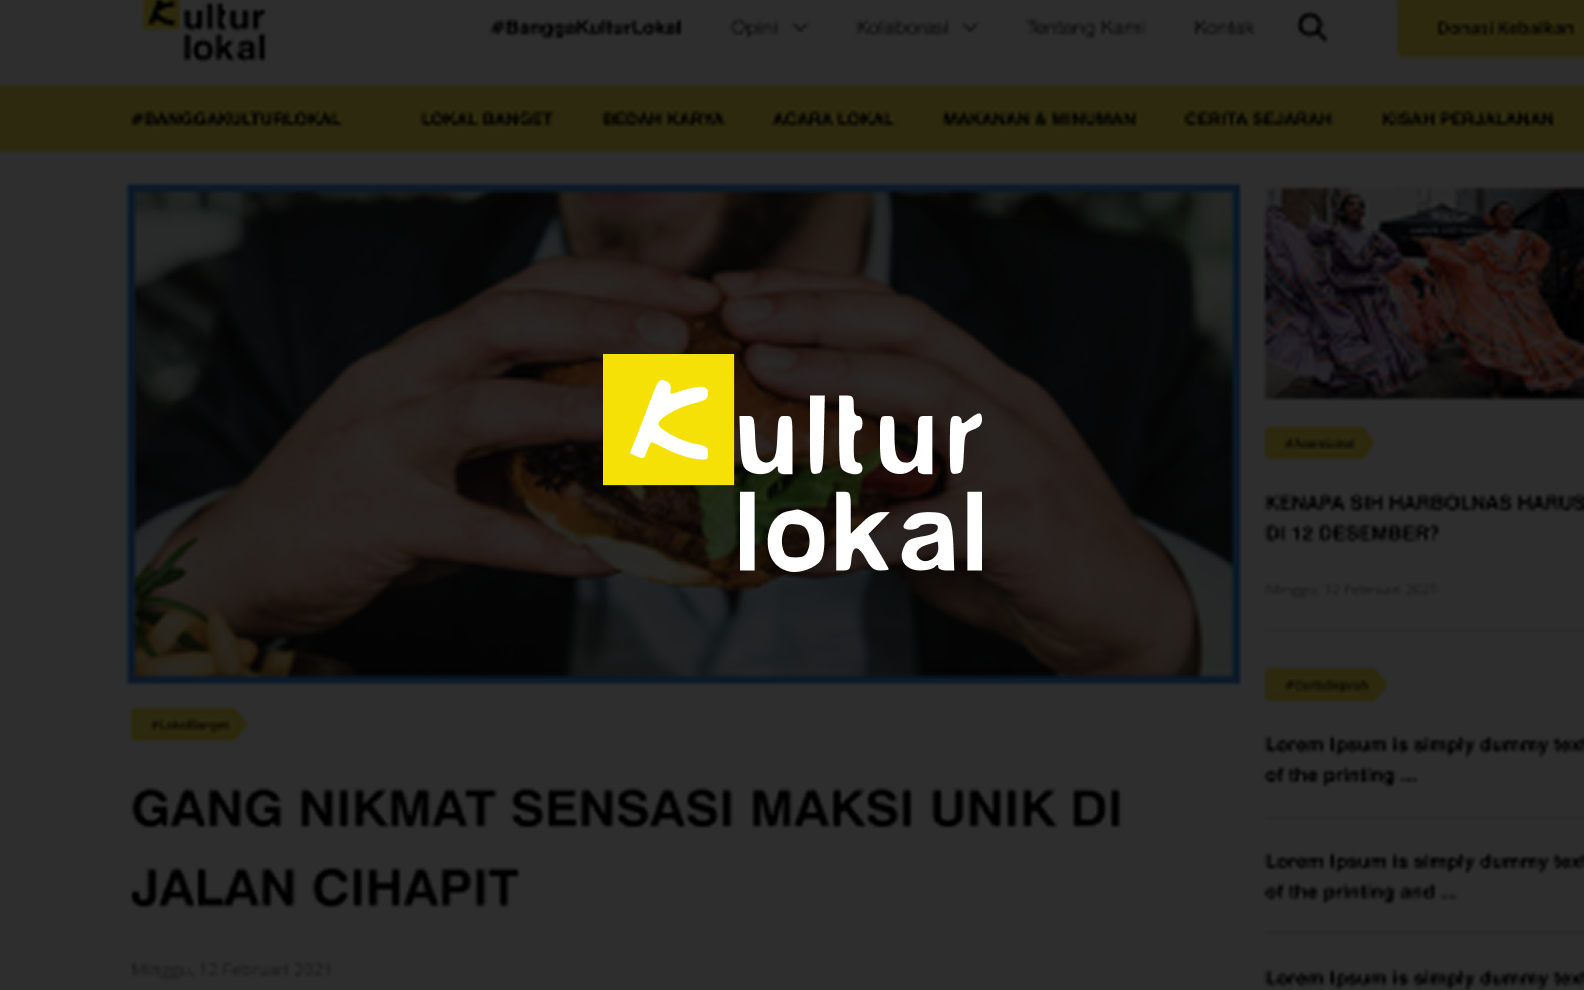 Kultur
lokal
#BanggaKulturLokal
Opini
Kolaborasi
Tentang Kami
Kontak
Donasi Kebaikan
#BANGGAKULTURLOKAL
LOKAL BANGET
BEDAH KARYA
ACARA LOKAL
MAKANAN & MINUMAN
CERITA SEJARAH
KISAH PERJALANAN
Kultur
lokal
#LokalBanget
GANG NIKMAT SENSASI MAKSI UNIK DI
JALAN CIHAPIT
Minggu, 12 Februari 2021
#AcaraLokal
KENAPA SIH HARBOLNAS HARUS
DI 12 DESEMBER?
Minggu, 12 Februari 2021
#CeritaSejarah
Lorem Ipsum is simply dummy text
of the printing ...
Lorem Ipsum is simply dummy text
of the printing and ...
Lorem Ipsum is simply dummy text